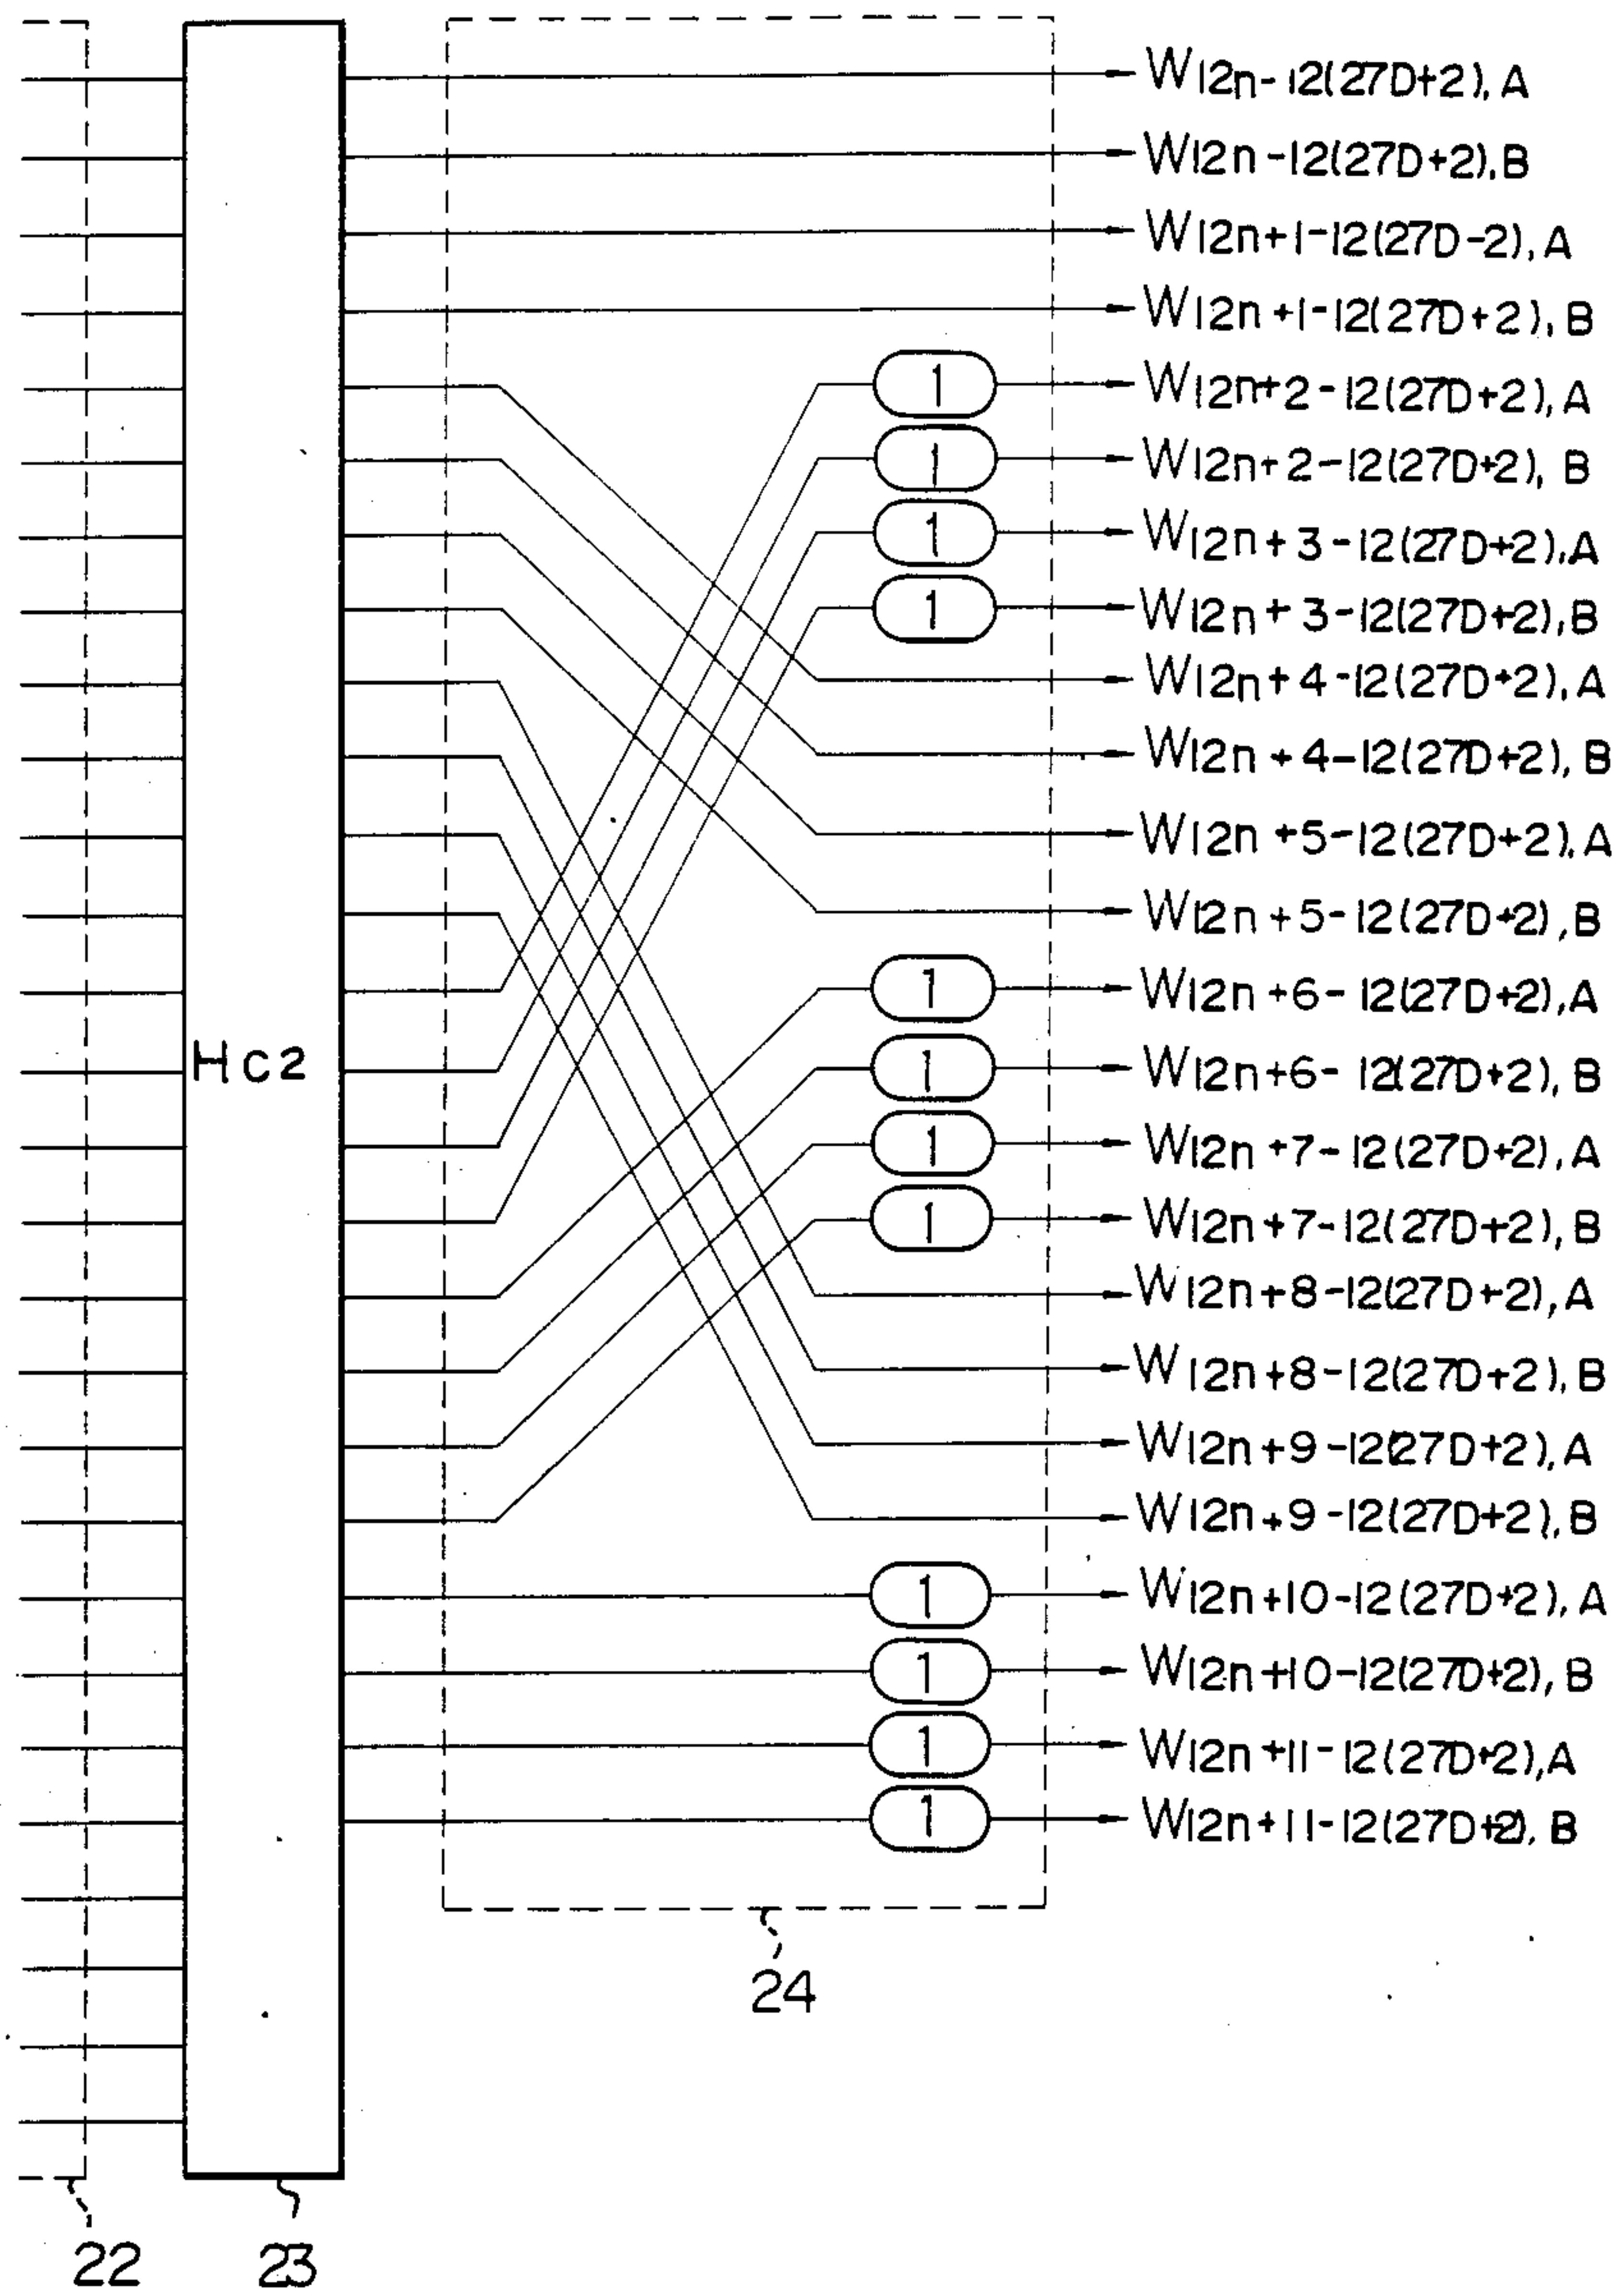 W12n-12(27D+2), A
W12n-12(27D+2), B
W12n+1-12(27D-2), A
W12n+1-12(27D+2), B
1 W12n+2-12(27D+2), A
1 W12n+2-12(27D+2), B
1 W12n+3-12(27D+2), A
1 W12n+3-12(27D+2), B
W12n+4-12(27D+2), A
W12n+4-12(27D+2), B
W12n+5-12(27D+2), A
W12n+5-12(27D+2), B
1 W12n+6-12(27D+2), A
Hc2
1 W12n+6-12(27D+2), B
1 W12n+7-12(27D+2), A
1 W12n+7-12(27D+2), B
W12n+8-12(27D+2), A
W12n+8-12(27D+2), B
W12n+9-12(27D+2), A
W12n+9-12(27D+2), B
1 W12n+10-12(27D+2), A
1 W12n+10-12(27D+2), B
1 W12n+11-12(27D+2), A
1 W12n+11-12(27D+2), B
24
22 23